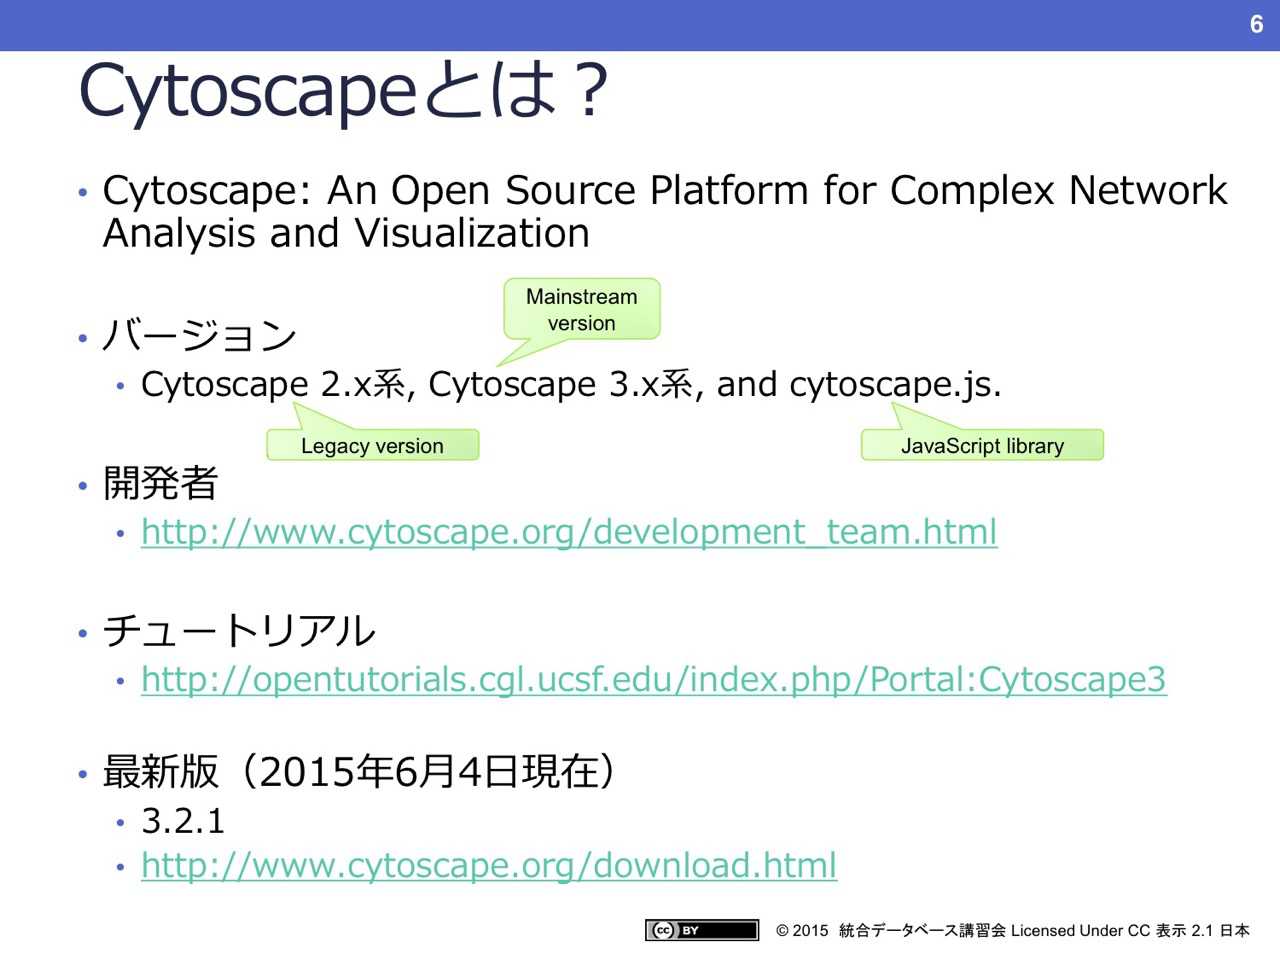 6
Cytoscapeとは？
• Cytoscape: An Open Source Platform for Complex Network
Analysis and Visualization
Mainstream
version
• バージョン
• Cytoscape 2.x系, Cytoscape 3.x系, and cytoscape.js.
Legacy version
JavaScript library
• 開発者
• http://www.cytoscape.org/development_team.html
• チュートリアル
• http://opentutorials.cgl.ucsf.edu/index.php/Portal:Cytoscape3
• 最新版（2015年6月4日現在）
• 3.2.1
• http://www.cytoscape.org/download.html
cc BY
© 2015 統合データベース講習会 Licensed Under CC 表示 2.1 日本